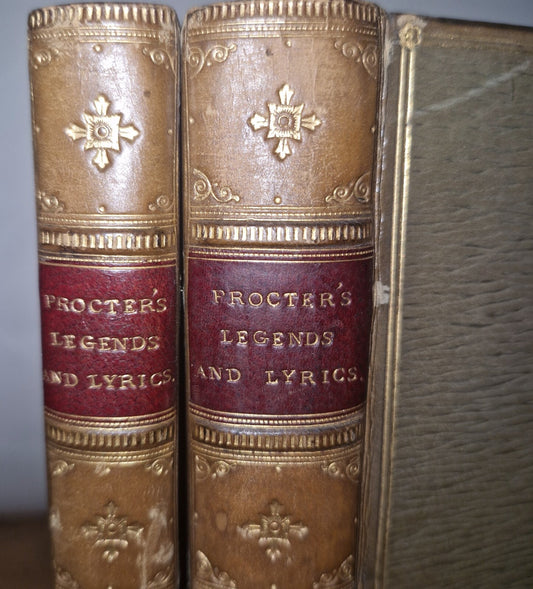 PROCTER'S
LEGENDS
AND LYRICS.
PROCTER'S
LEGENDS
AND LYRICS.